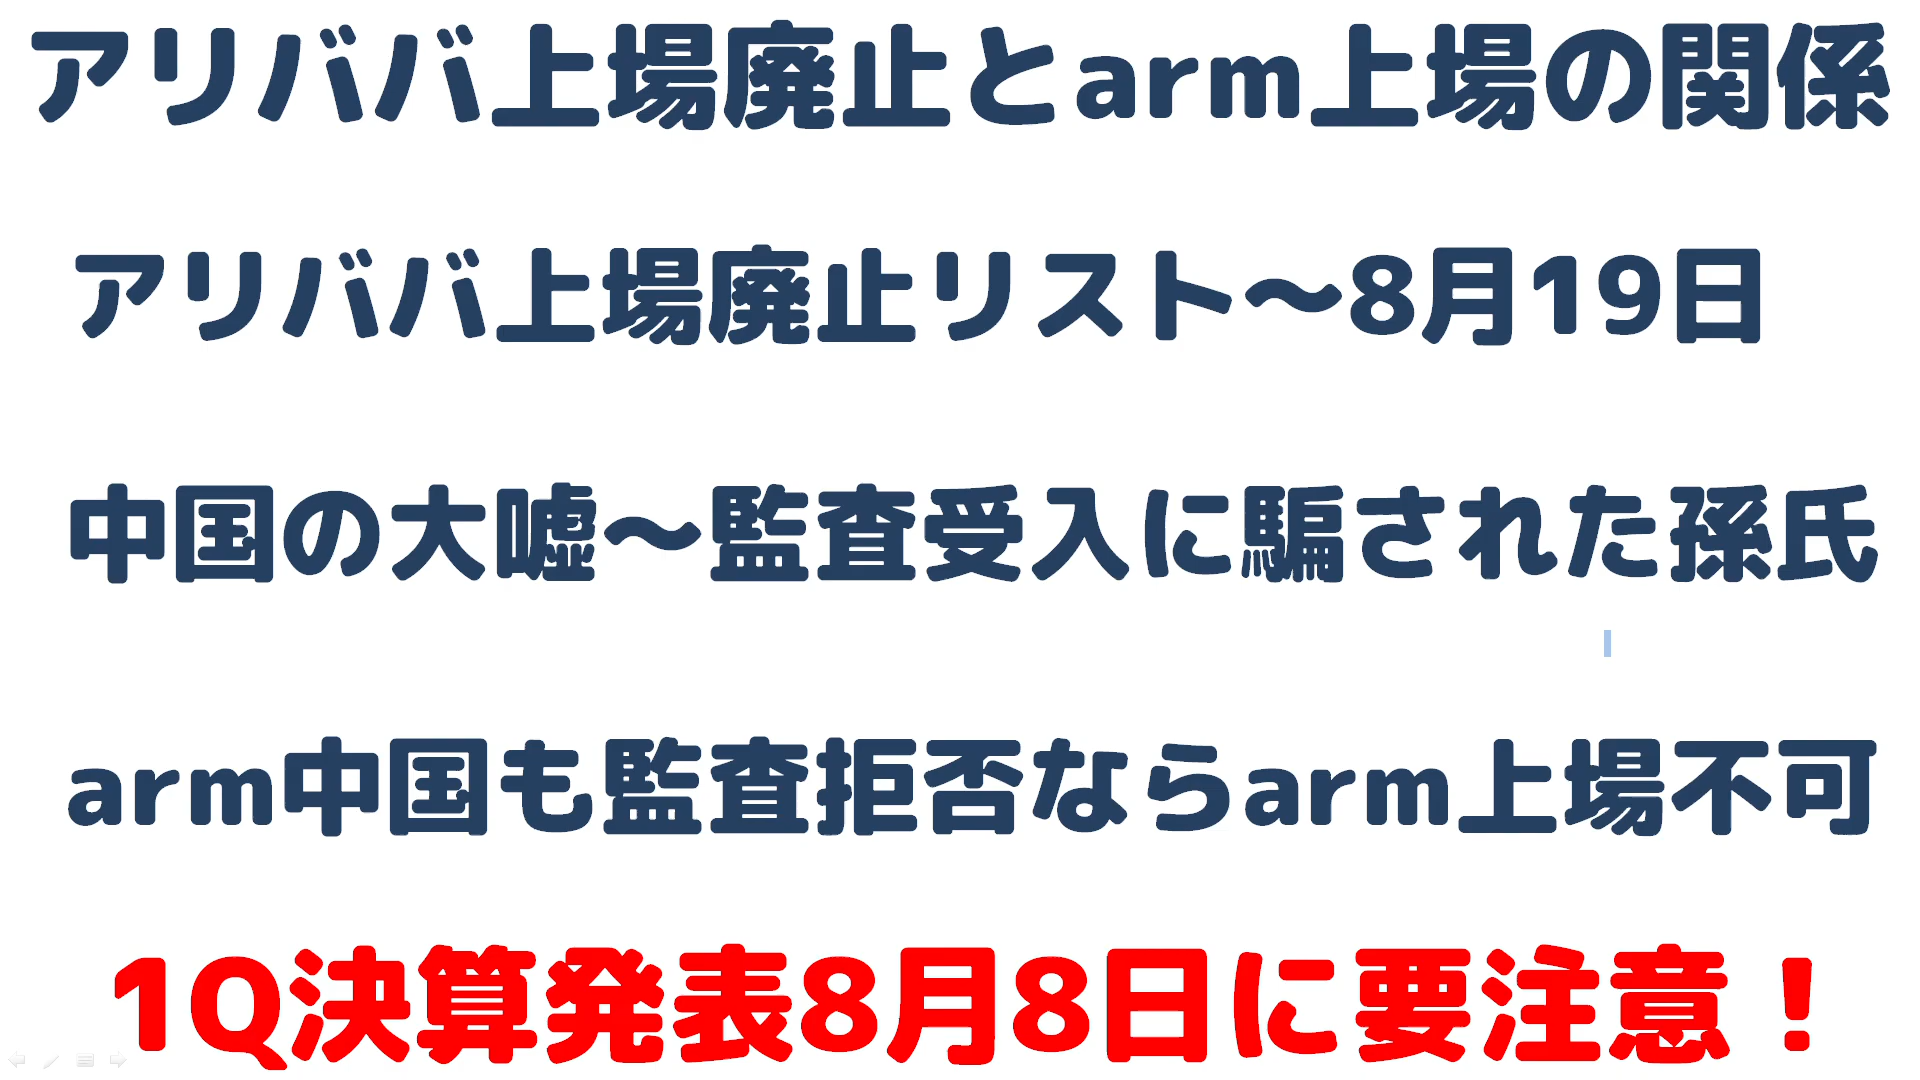 アリババ上場廃止とarm上場の関係
アリババ上場廃止リスト～8月19日
中国の大嘘～監査受入に騙された孫氏
arm中国も監査拒否ならarm上場不可
1Q決算発表8月8日に要注意！